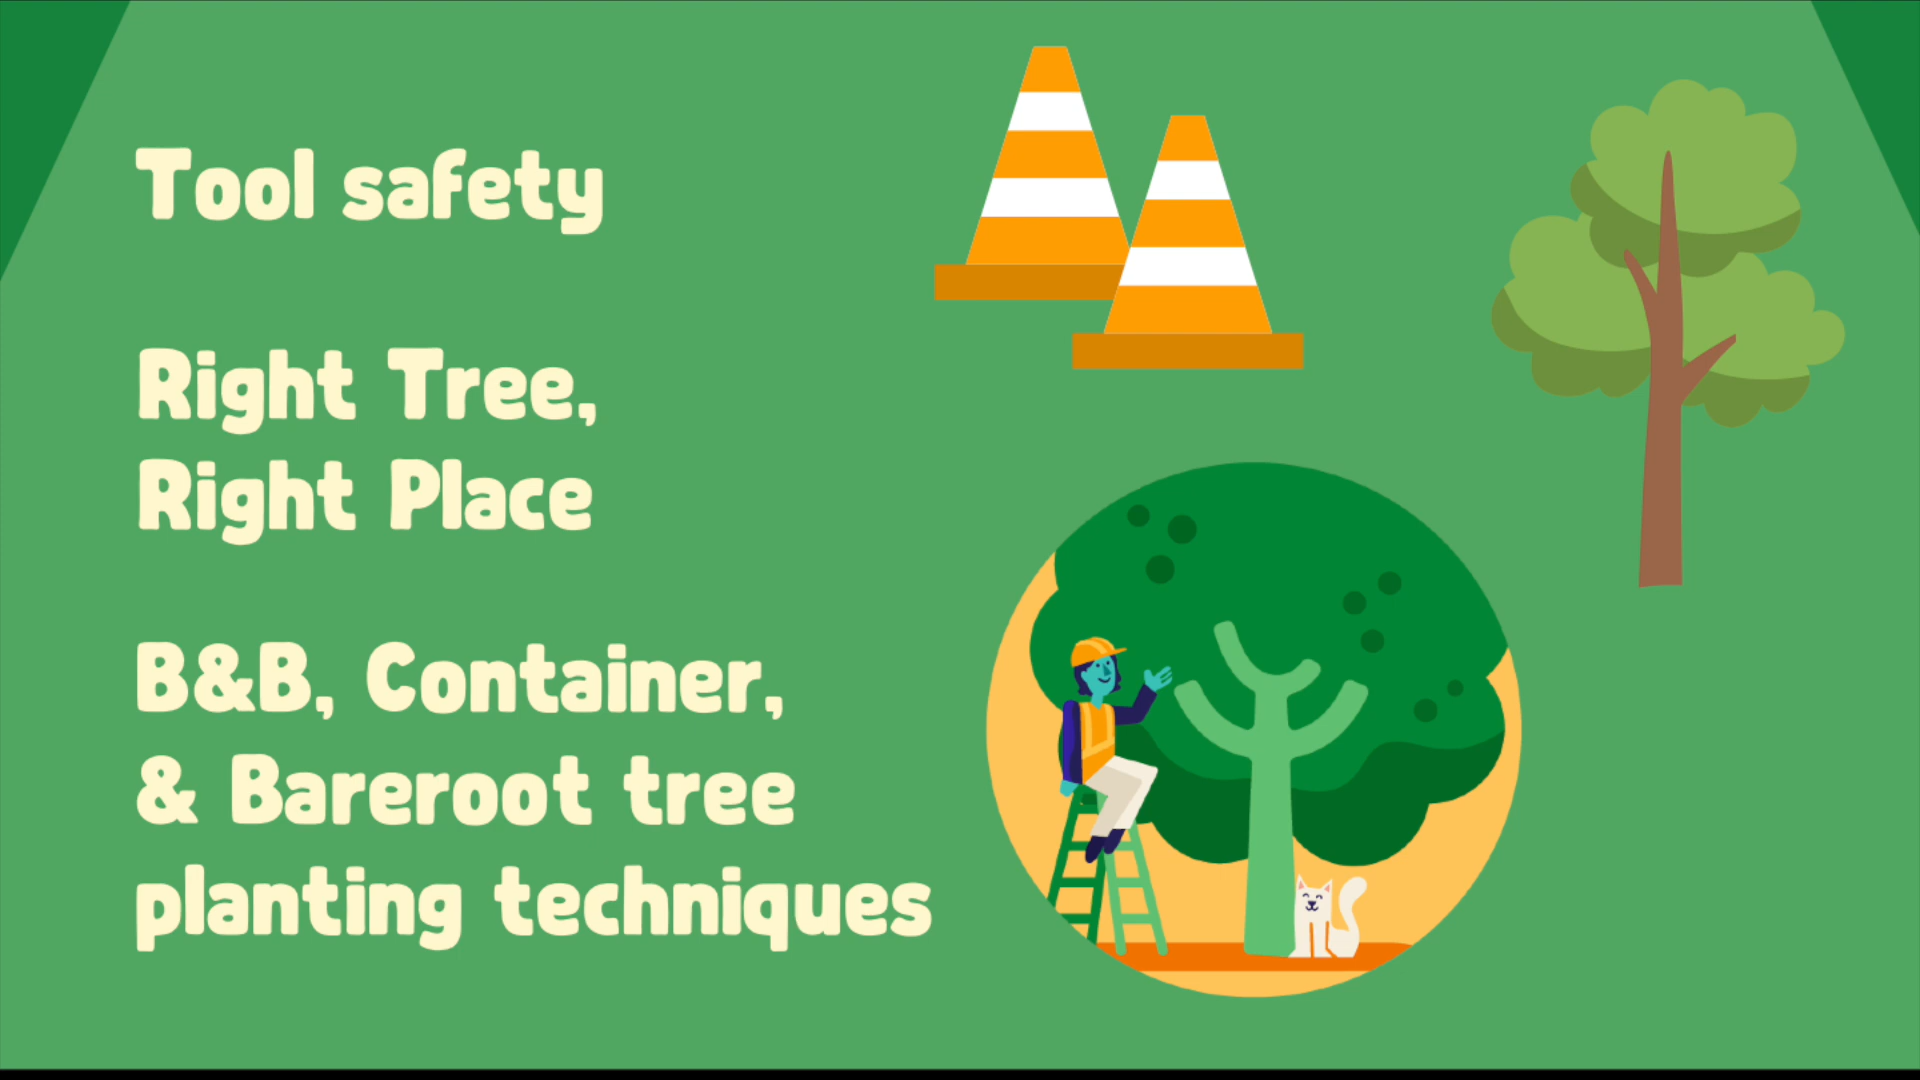 Tool safety
Right Tree,
Right Place
B&B, Container,
& Bareroot tree
planting techniques